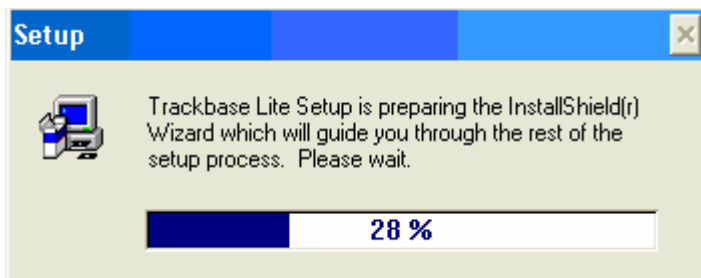 Setup
Trackbase Lite Setup is preparing the InstallShield(r)
Wizard which will guide you through the rest of the
setup process.  Please wait.
28 %